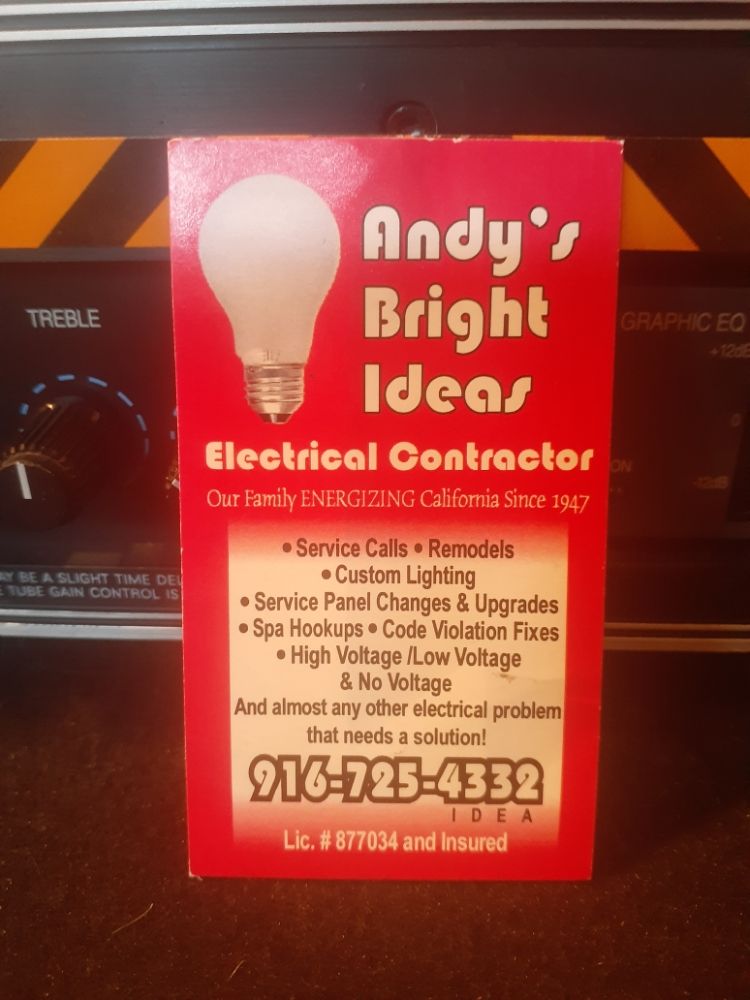 Andy's
Bright
Ideas
Electrical Contractor
Our Family ENERGIZING California Since 1947
• Service Calls • Remodels
• Custom Lighting
• Service Panel Changes & Upgrades
• Spa Hookups • Code Violation Fixes
• High Voltage /Low Voltage
& No Voltage
And almost any other electrical problem
that needs a solution!
916-725-4332
IDEA
Lic. # 877034 and Insured
TREBLE
BE A SLIGHT TIME
TUBE GAIN CONTROL IS
GRAPHIC EQ
0
-12dB